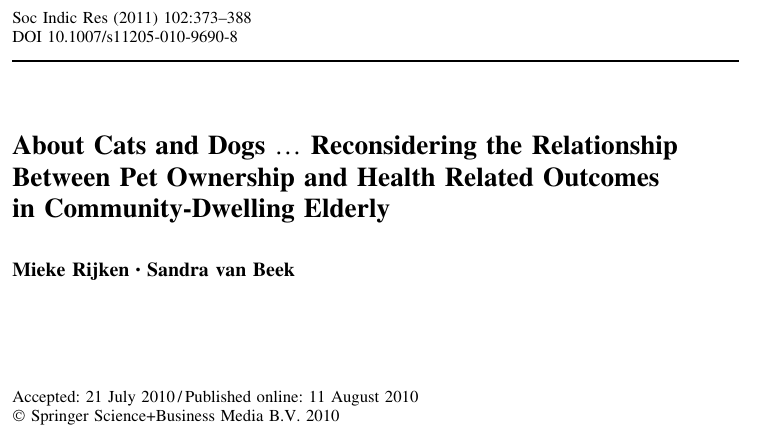 Soc Indic Res (2011) 102:373–388
DOI 10.1007/s11205-010-9690-8
About Cats and Dogs … Reconsidering the Relationship
Between Pet Ownership and Health Related Outcomes
in Community-Dwelling Elderly
Mieke Rijken · Sandra van Beek
Accepted: 21 July 2010 / Published online: 11 August 2010
© Springer Science+Business Media B.V. 2010